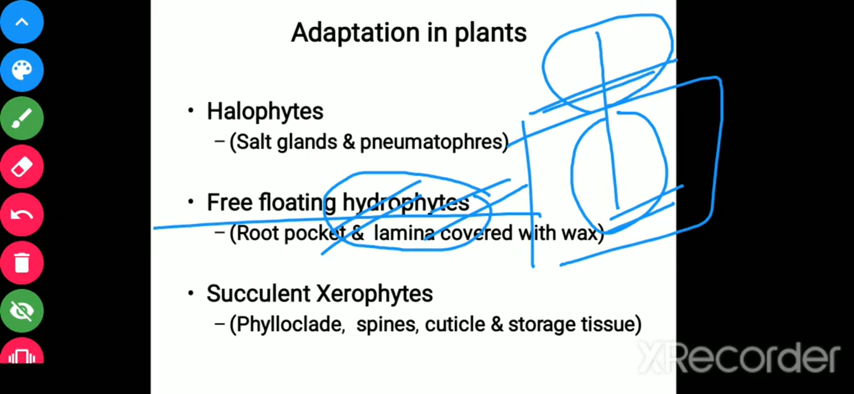 Adaptation in plants
• Halophytes
– (Salt glands & pneumatophres)
• Free floating hydrophytes
– (Root pocket & lamina covered with wax)
• Succulent Xerophytes
– (Phylloclade, spines, cuticle & storage tissue)
XRecorder